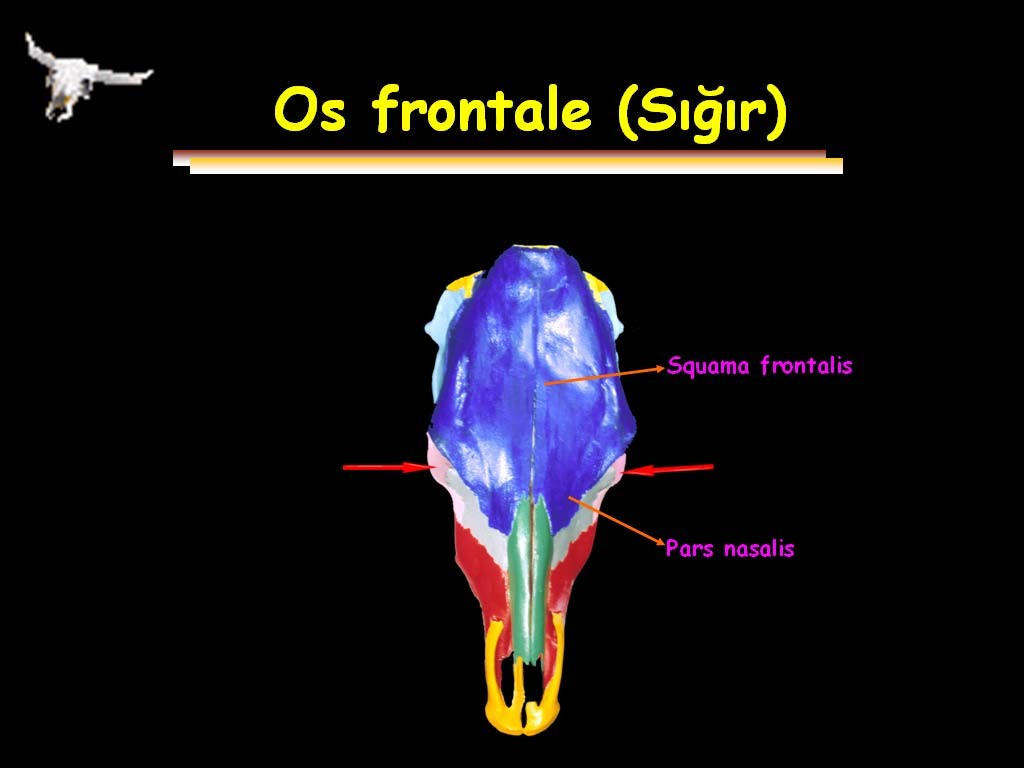 Os frontale (Sığır)
Squama frontalis
Pars nasalis